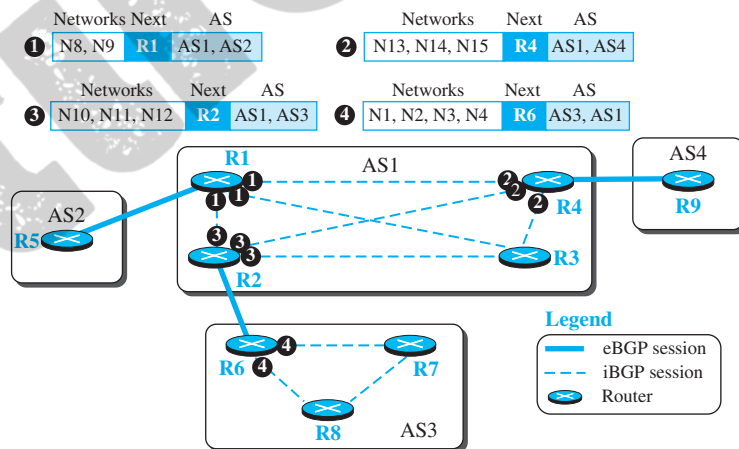 Networks Next AS
1 N8, N9 R1 AS1, AS2
Networks Next AS
2 N13, N14, N15 R4 AS1, AS4
Networks Next AS
3 N10, N11, N12 R2 AS1, AS3
Networks Next AS
4 N1, N2, N3, N4 R6 AS3, AS1
R1
AS1
AS4
1
2
2
1
1
2
R4
R9
AS2
R5
3
3
3
R2
R3
Legend
eBGP session
iBGP session
Router
4
R6
4
R7
R8
AS3